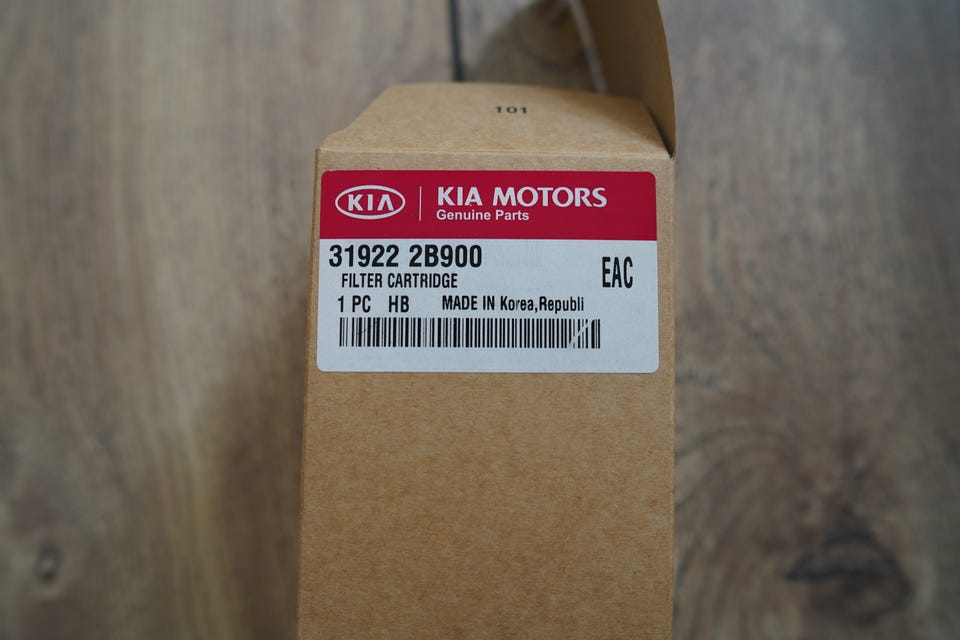 101
KIA
KIA MOTORS
Genuine Parts
31922 2B900
FILTER CARTRIDGE
EAC
1 PC HB MADE IN Korea,Republi